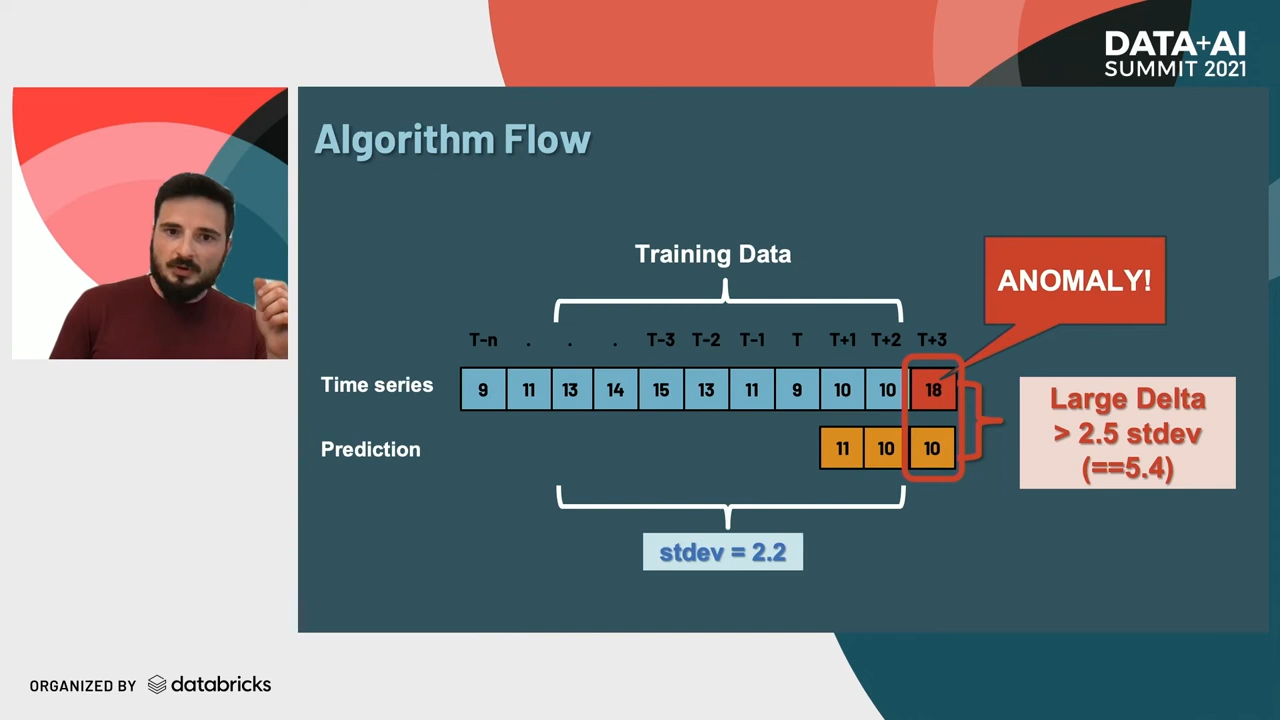 DATA+AI
SUMMIT 2021
Algorithm Flow
Training Data
ANOMALY!
T-n . . . T-3 T-2 T-1 T T+1 T+2 T+3
Time series 9 11 13 14 15 13 11 9 10 10 18
Prediction 11 10 10
Large Delta
> 2.5 stdev
(==5.4)
stdev = 2.2
ORGANIZED BY databricks